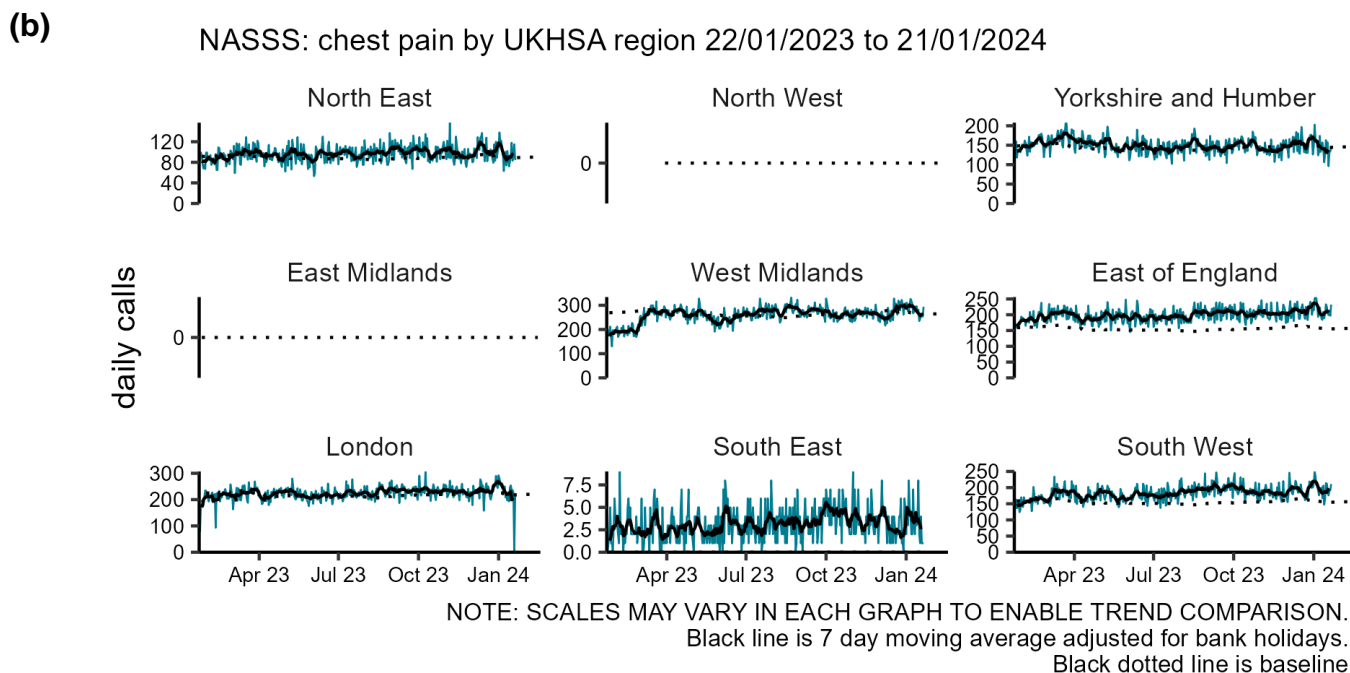 (b)
NASSS: chest pain by UKHSA region 22/01/2023 to 21/01/2024
North East
North West
Yorkshire and Humber
120
80
40
0
0
200
150
100
50
0
East Midlands
West Midlands
East of England
0
300
200
100
0
250
200
150
100
50
0
daily calls
London
South East
South West
300
200
100
0
7.5
5.0
2.5
0.0
250
200
150
100
50
0
Apr 23 Jul 23 Oct 23 Jan 24
Apr 23 Jul 23 Oct 23 Jan 24
Apr 23 Jul 23 Oct 23 Jan 24
NOTE: SCALES MAY VARY IN EACH GRAPH TO ENABLE TREND COMPARISON.
Black line is 7 day moving average adjusted for bank holidays.
Black dotted line is baseline